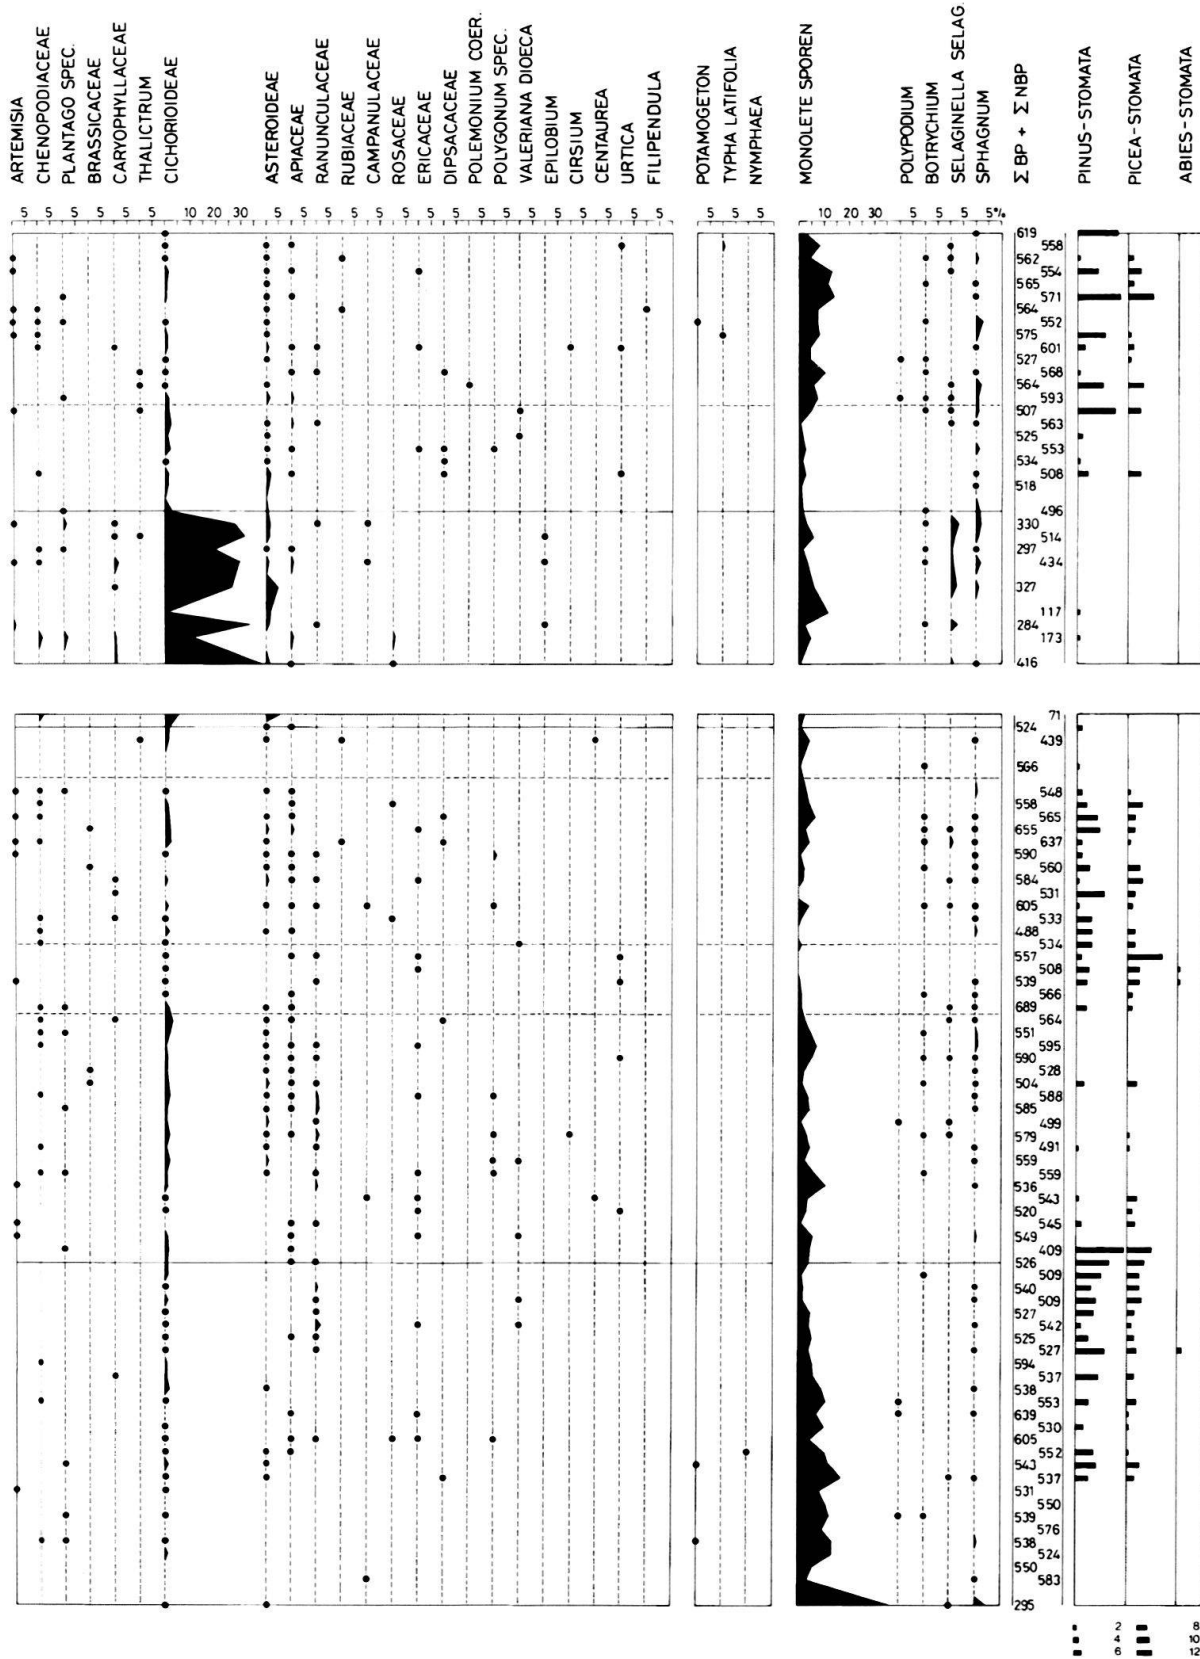 ARTEMISIA
CHENOPODIACEAE
PLANTAGO SPEC.
BRASSICACEAE
CARYOPHYLLACEAE
THALICTRUM
CICHORIOIDEAE
ASTEROIDEAE
APIACEAE
RANUNCULACEAE
RUBIACEAE
CAMPANULACEAE
ROSACEAE
ERICACEAE
DIPSACACEAE
POLEMONIUM COER.
POLYGONUM SPEC.
VALERIANA DIOECA
EPILOBIUM
CIRSIUM
CENTAUREA
URTICA
FILIPENDULA
POTAMOGETON
TYPHA LATIFOLIA
NYMPHAEA
MONOLETE SPOREN
POLYPODIUM
BOTRYCHIUM
SELAGINELLA SELAG.
SPHAGNUM
Σ BP + Σ NBP
PINUS-STOMATA
PICEA-STOMATA
ABIES-STOMATA
5 5 5 5 5 5 10 20 30 5 5 5 5 5 5 5 5 5 5 5 5 5 5 5 5 5 5 5 5 10 20 30 5 5 5 5%
619
558
562
554
565
571
564
552
575
601
527
568
564
593
507
563
525
553
534
508
518
496
330
514
297
434
327
117
284
173
416
71
524
439
566
548
558
565
655
637
590
560
584
531
605
533
488
534
557
508
539
566
689
564
551
595
590
528
504
588
585
499
579
491
559
559
536
543
520
545
549
409
526
509
540
509
527
542
525
527
594
537
538
553
639
530
605
552
543
537
531
550
539
576
538
524
550
583
295
2 8
4 10
6 12